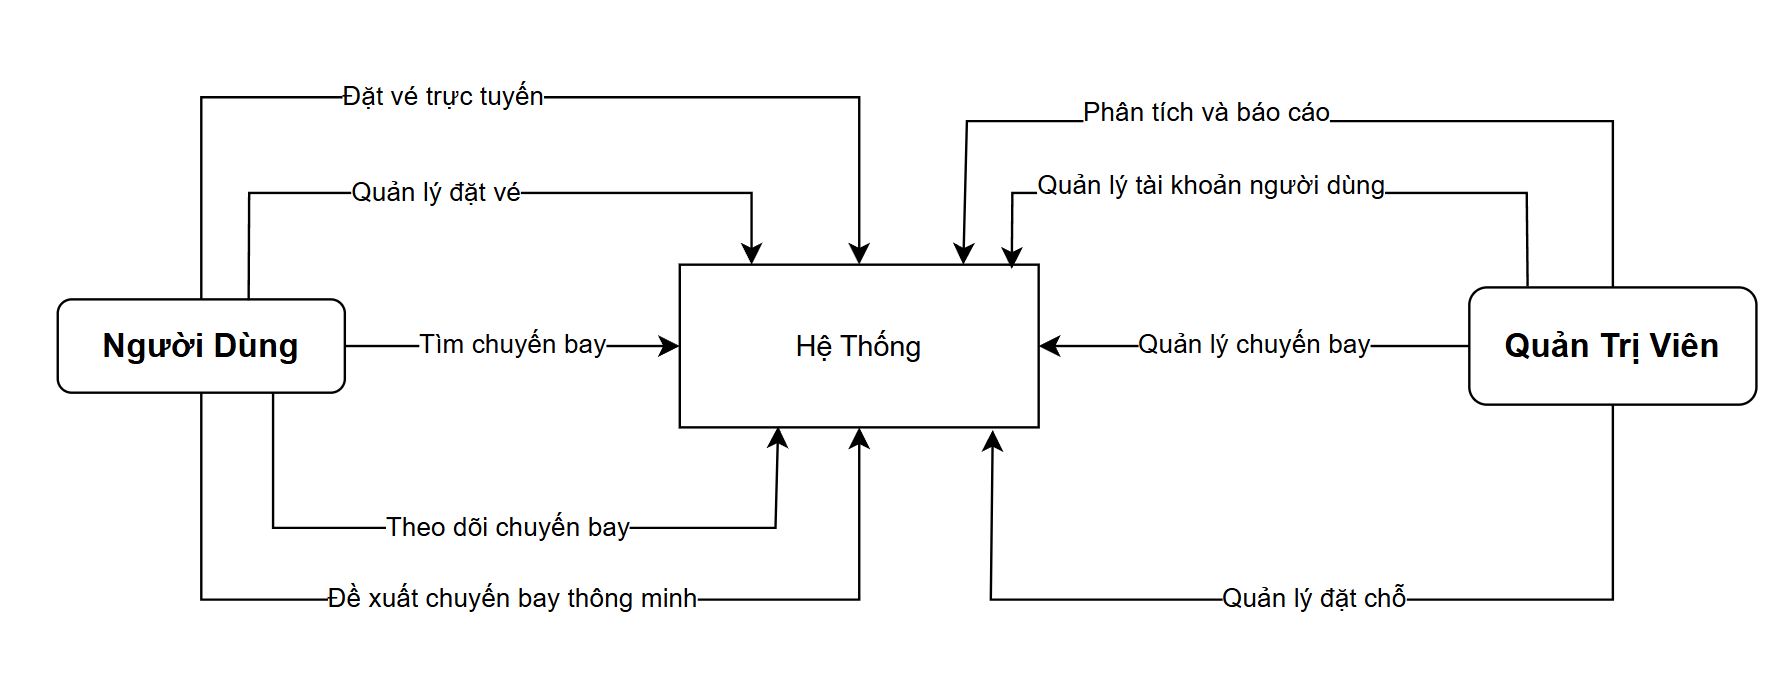 Đặt vé trực tuyến
Phân tích và báo cáo
Quản lý đặt vé
Quản lý tài khoản người dùng
Người Dùng
Tìm chuyến bay
Hệ Thống
Quản lý chuyến bay
Quản Trị Viên
Theo dõi chuyến bay
Đề xuất chuyến bay thông minh
Quản lý đặt chỗ